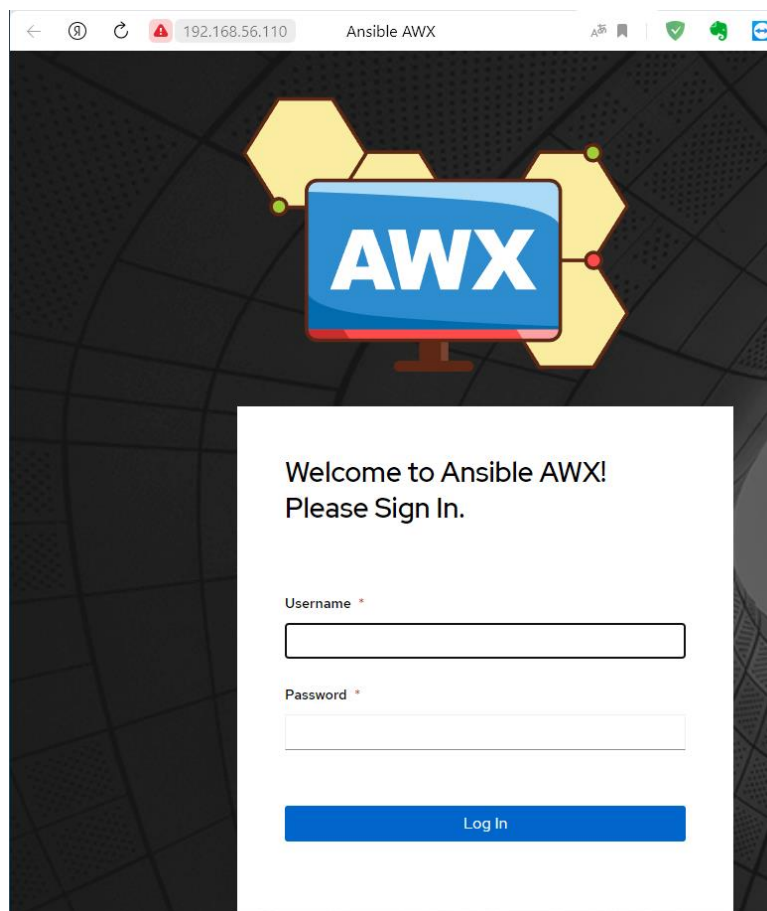 Я 192.168.56.110 Ansible AWX
AWX
Welcome to Ansible AWX!
Please Sign In.
Username *
Password *
Log In